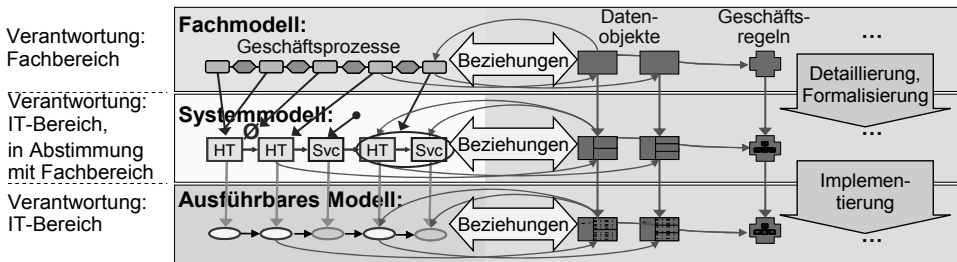 Verantwortung:
Fachbereich
Verantwortung:
IT-Bereich,
in Abstimmung
mit Fachbereich
Verantwortung:
IT-Bereich
Fachmodell:
Geschäftsprozesse
Beziehungen
Daten-
objekte
Geschäfts-
regeln
...
Detaillierung,
Formalisierung
Systemmodell:
HT
HT
Svc
HT
Svc
Beziehungen
...
Implemen-
tierung
Ausführbares Modell:
Beziehungen
...